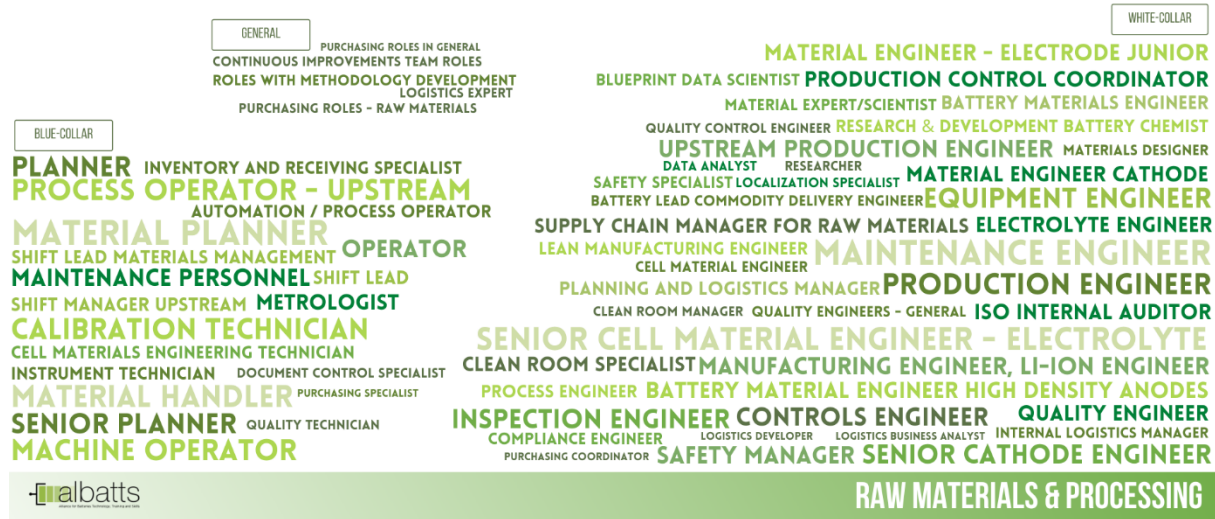 GENERAL
PURCHASING ROLES IN GENERAL
CONTINUOUS IMPROVEMENTS TEAM ROLES
ROLES WITH METHODOLOGY DEVELOPMENT
LOGISTICS EXPERT
PURCHASING ROLES - RAW MATERIALS
BLUE-COLLAR
PLANNER INVENTORY AND RECEIVING SPECIALIST
PROCESS OPERATOR - UPSTREAM
AUTOMATION / PROCESS OPERATOR
MATERIAL PLANNER
OPERATOR
SHIFT LEAD MATERIALS MANAGEMENT
MAINTENANCE PERSONNEL SHIFT LEAD
SHIFT MANAGER UPSTREAM METROLOGIST
CALIBRATION TECHNICIAN
CELL MATERIALS ENGINEERING TECHNICIAN
INSTRUMENT TECHNICIAN DOCUMENT CONTROL SPECIALIST
MATERIAL HANDLER PURCHASING SPECIALIST
SENIOR PLANNER QUALITY TECHNICIAN
MACHINE OPERATOR
WHITE-COLLAR
MATERIAL ENGINEER - ELECTRODE JUNIOR
BLUEPRINT DATA SCIENTIST PRODUCTION CONTROL COORDINATOR
MATERIAL EXPERT/SCIENTIST BATTERY MATERIALS ENGINEER
QUALITY CONTROL ENGINEER RESEARCH & DEVELOPMENT BATTERY CHEMIST
UPSTREAM PRODUCTION ENGINEER MATERIALS DESIGNER
DATA ANALYST RESEARCHER
MATERIAL ENGINEER CATHODE
SAFETY SPECIALIST LOCALIZATION SPECIALIST
BATTERY LEAD COMMODITY DELIVERY ENGINEER EQUIPMENT ENGINEER
SUPPLY CHAIN MANAGER FOR RAW MATERIALS ELECTROLYTE ENGINEER
LEAN MANUFACTURING ENGINEER MAINTENANCE ENGINEER
CELL MATERIAL ENGINEER
PLANNING AND LOGISTICS MANAGER PRODUCTION ENGINEER
CLEAN ROOM MANAGER QUALITY ENGINEERS - GENERAL ISO INTERNAL AUDITOR
SENIOR CELL MATERIAL ENGINEER - ELECTROLYTE
CLEAN ROOM SPECIALIST MANUFACTURING ENGINEER, LI-ION ENGINEER
PROCESS ENGINEER BATTERY MATERIAL ENGINEER HIGH DENSITY ANODES
INSPECTION ENGINEER CONTROLS ENGINEER QUALITY ENGINEER
COMPLIANCE ENGINEER LOGISTICS DEVELOPER LOGISTICS BUSINESS ANALYST INTERNAL LOGISTICS MANAGER
PURCHASING COORDINATOR SAFETY MANAGER SENIOR CATHODE ENGINEER
albatts
Alliance for Batteries Technology, Training and Skills
RAW MATERIALS & PROCESSING